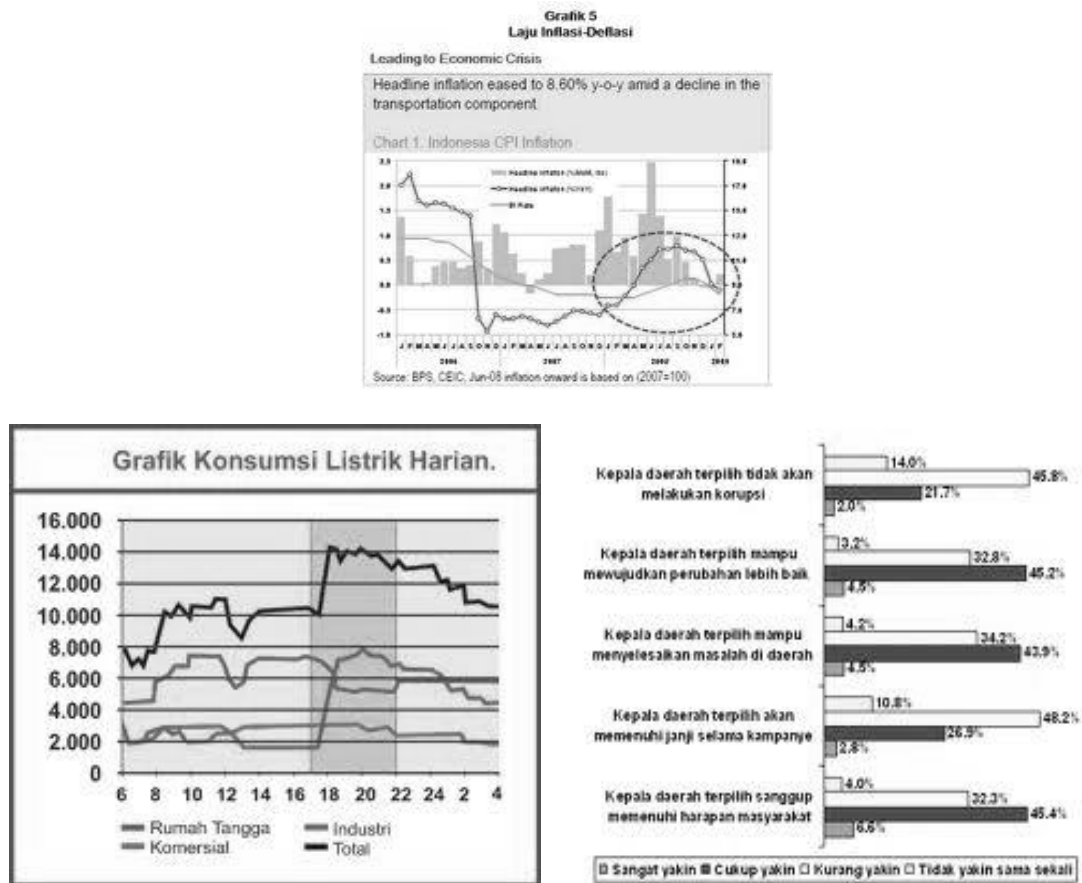 Grafik 5
Laju Inflasi-Deflasi
Leading to Economic Crisis
Headline inflation eased to 8.60% y-o-y amid a decline in the
transportation component
Chart 1. Indonesia CPI Inflation
Headline Inflation
Headline Inflation
BI Rate
2006 2007 2008 2009
Source: BPS, CEIC, Jun-08 inflation onward is based on (2007=100)
Grafik Konsumsi Listrik Harian.
16.000
14.000
12.000
10.000
8.000
6.000
4.000
2.000
0
6 8 10 12 14 16 18 20 22 24 2 4
Rumah Tangga
Industri
Komersial
Total
Kepala daerah terpilih tidak akan
melakukan korupsi
14.0%
45.8%
21.7%
2.0%
Kepala daerah terpilih mampu
mewujudkan perubahan lebih baik
3.2%
32.8%
45.2%
4.5%
Kepala daerah terpilih mampu
menyelesaikan masalah di daerah
4.2%
34.2%
43.9%
4.5%
Kepala daerah terpilih akan
memenuhi janji selama kampanye
10.8%
48.2%
26.9%
2.8%
Kepala daerah terpilih sanggup
memenuhi harapan masyarakat
4.0%
32.3%
45.4%
6.6%
Sangat yakin Cukup yakin Kurang yakin Tidak yakin sama sekali